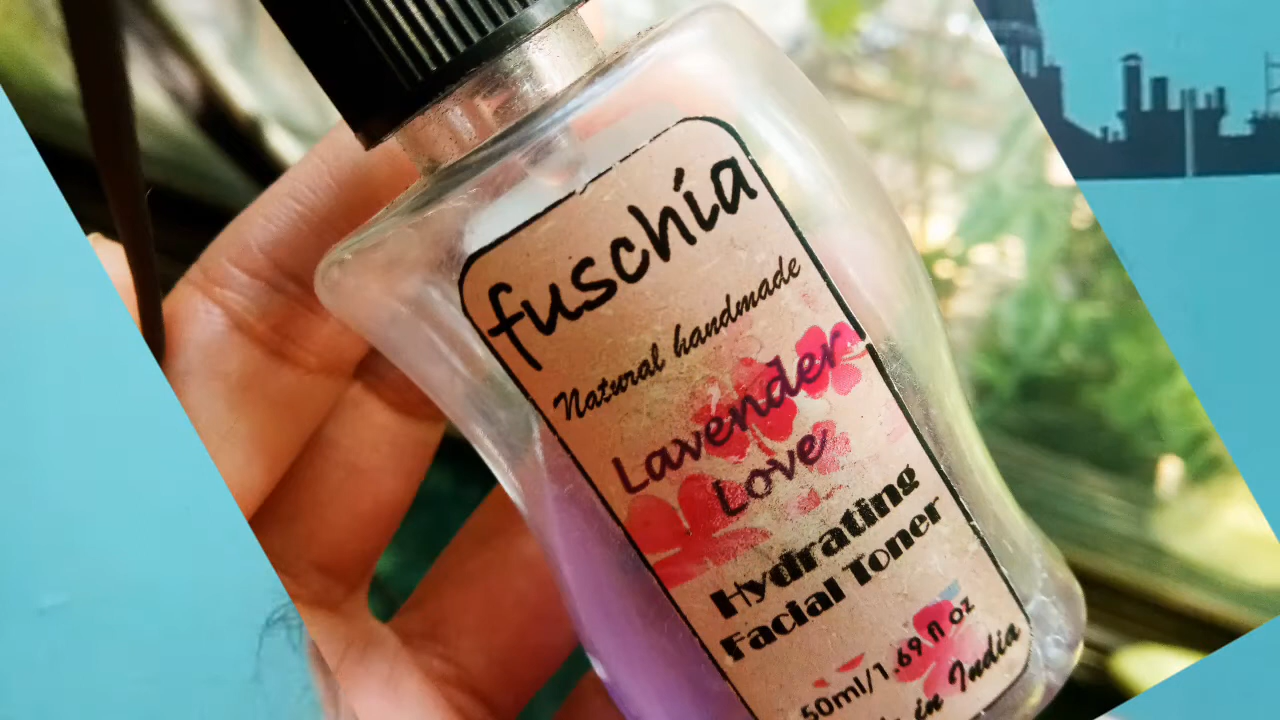 fuschia
Natural handmade
Lavender
Love
Hydrating
Facial Toner
50ml/1.69 fl oz
in India